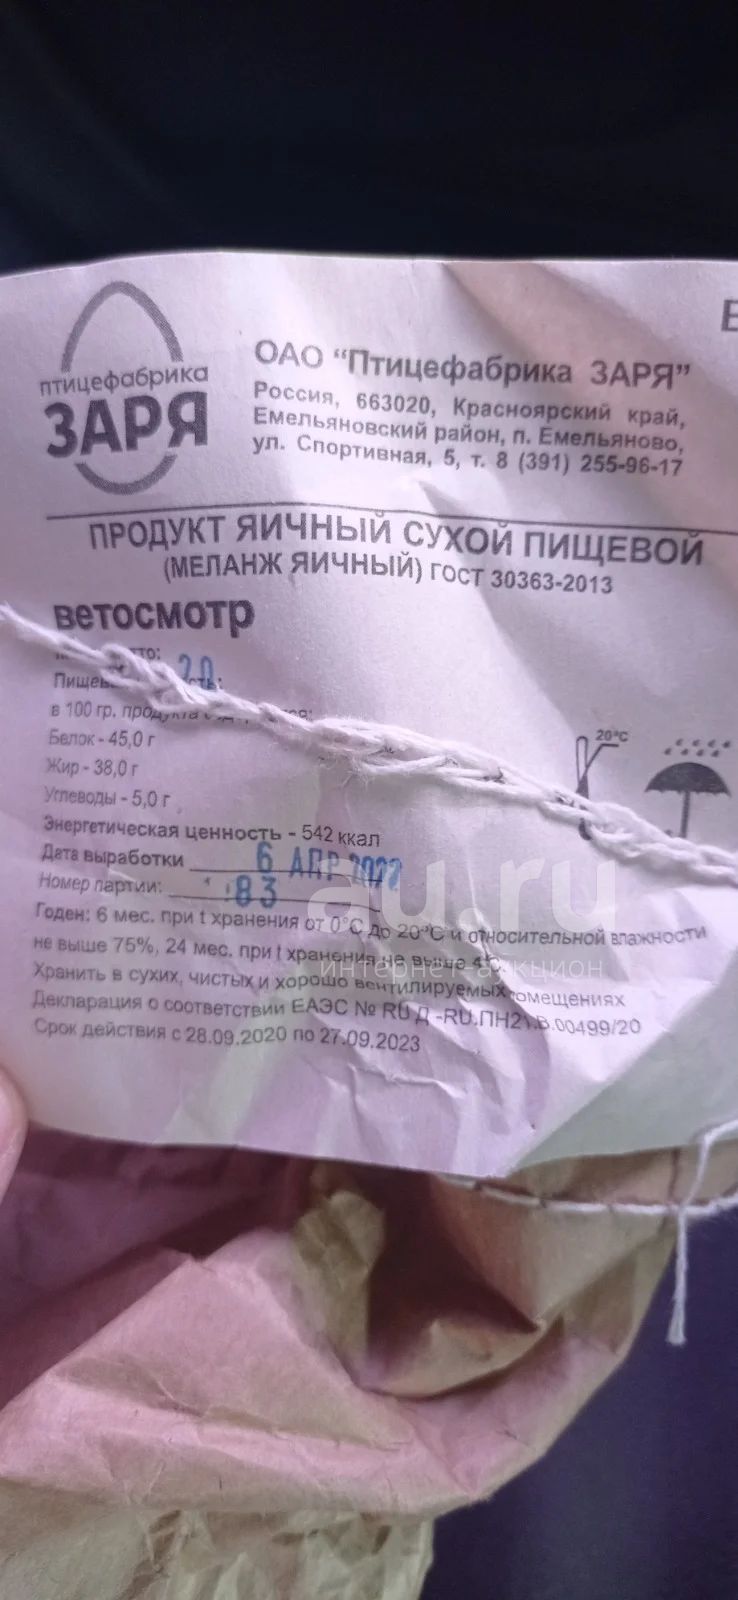 птицефабрика
ЗАРЯ
ОАО "Птицефабрика ЗАРЯ"
Россия, 663020, Красноярский край,
Емельяновский район, п. Емельяново,
ул. Спортивная, 5, т. 8 (391) 255-96-17
ПРОДУКТ ЯИЧНЫЙ СУХОЙ ПИЩЕВОЙ
(МЕЛАНЖ ЯИЧНЫЙ) ГОСТ 30363-2013
ветосмотр
20
в 100 гр.
Белок - 45,0 г
Жир - 38,0 г
Углеводы - 5,0 г
20°C
Энергетическая ценность - 542 ккал
Дата выработки 6 АПР 2022
Номер партии: 83
Годен: 6 мес. при t хранения от 0°С до 20°С и относительной влажности
не выше 75%, 24 мес. при t хранения не выше 4°С
Хранить в сухих, чистых и хорошо вентилируемых помещениях
Декларация о соответствии ЕАЭС № RU Д -RU.ПН21.В.00499/20
Срок действия с 28.09.2020 по 27.09.2023
au.ru
интернет-аукцион